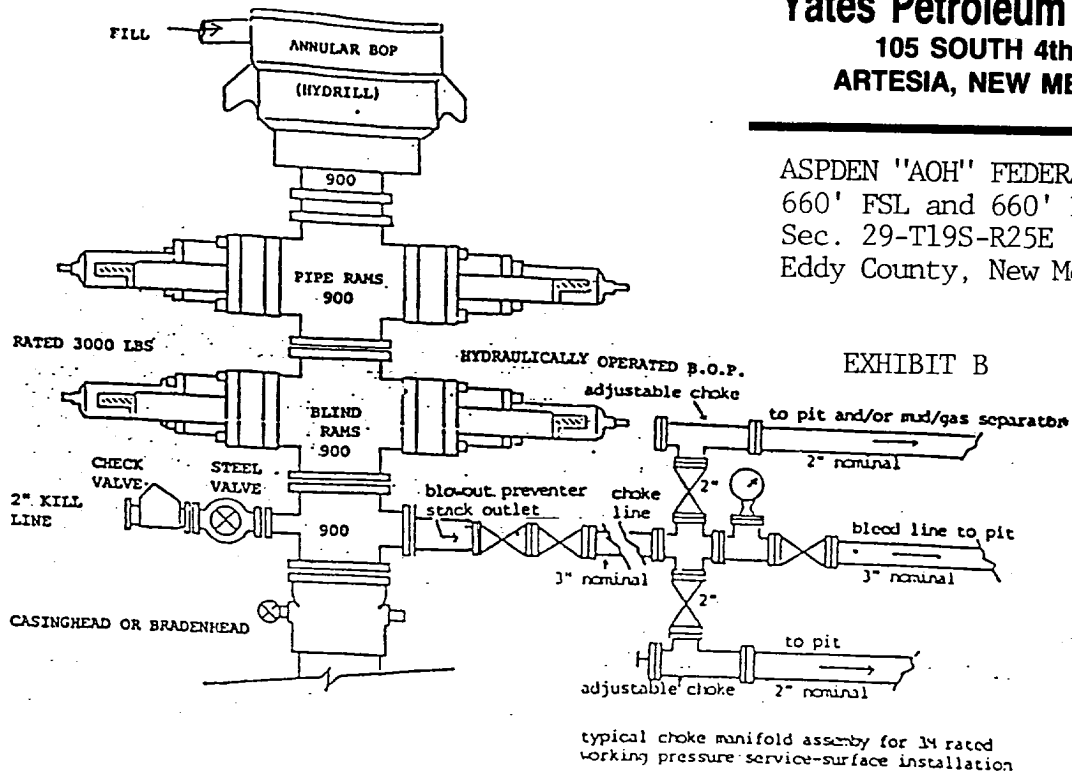 Yates Petroleum
105 SOUTH 4th
ARTESIA, NEW
ASPDEN "AOH"
660' FSL and 660'
Sec. 29-T19S-R25E
Eddy County, New
EXHIBIT B
FILL
ANNULAR BOP
(HYDRILL)
900
PIPE RAMS
900
RATED 3000 LBS
HYDRAULICALLY OPERATED B.O.P.
BLIND
RAMS
900
CHECK
VALVE
STEEL
VALVE
2" KILL
LINE
900
CASINGHEAD OR BRADENHEAD
blowout preventer
stack outlet
choke
line
3" nominal
adjustable choke
to pit and/or mud/gas separator
2" nominal
2"
bleed line to pit
3" nominal
2"
to pit
adjustable choke
2" nominal
typical choke manifold assemby for 3M rated
working pressure service-surface installation